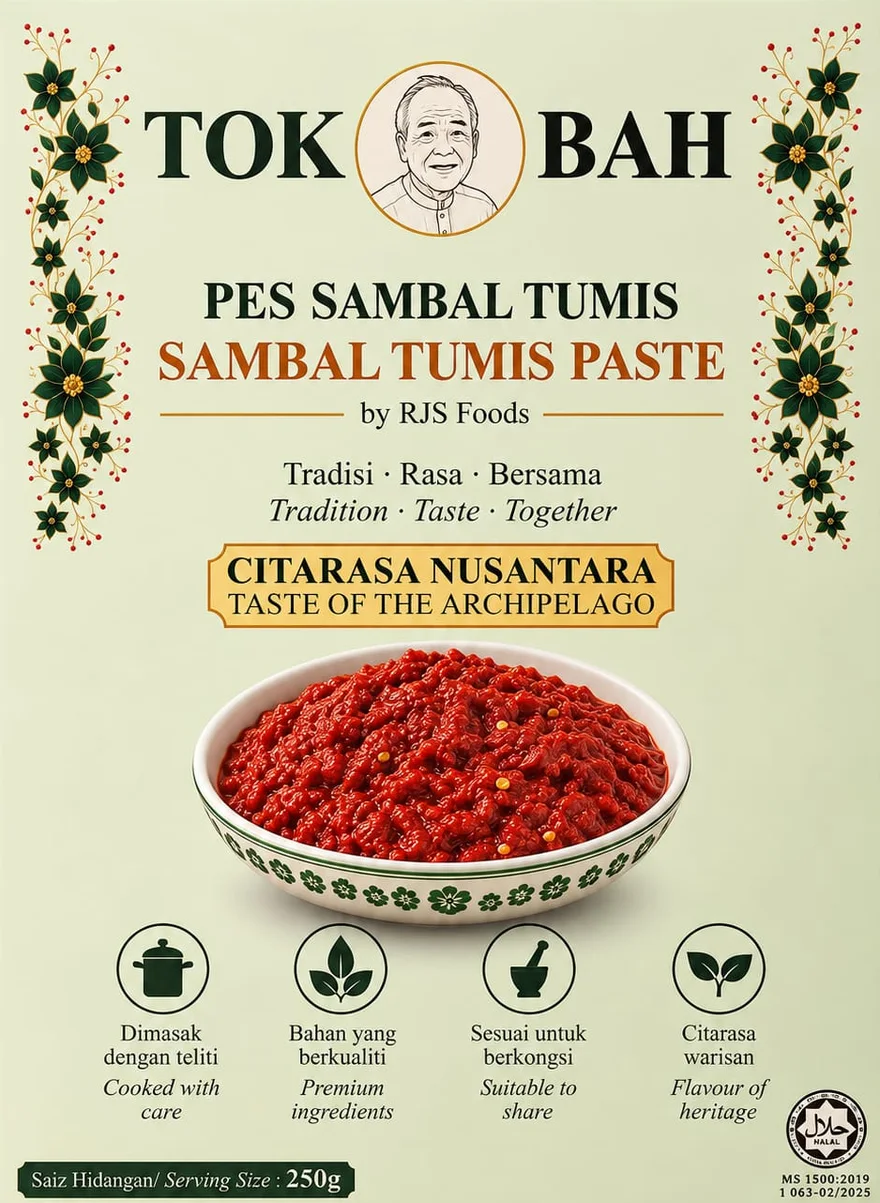 TOK BAH
PES SAMBAL TUMIS
SAMBAL TUMIS PASTE
by RJS Foods
Tradisi · Rasa · Bersama
Tradition · Taste · Together
CITARASA NUSANTARA
TASTE OF THE ARCHIPELAGO
Dimasak
dengan teliti
Cooked with
care
Bahan yang
berkualiti
Premium
ingredients
Sesuai untuk
berkongsi
Suitable to
share
Citarasa
warisan
Flavour of
heritage
Saiz Hidangan/ Serving Size : 250g
حلال
HALAL
MS 1500:2019
1 063-02/2025